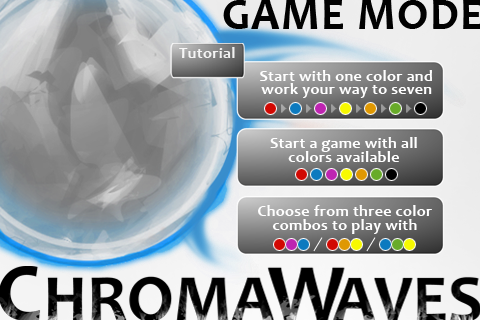 GAME MODE
Tutorial
Start with one color and
work your way to seven
Start a game with all
colors available
Choose from three color
combos to play with
/ /
CHROMAWAVES